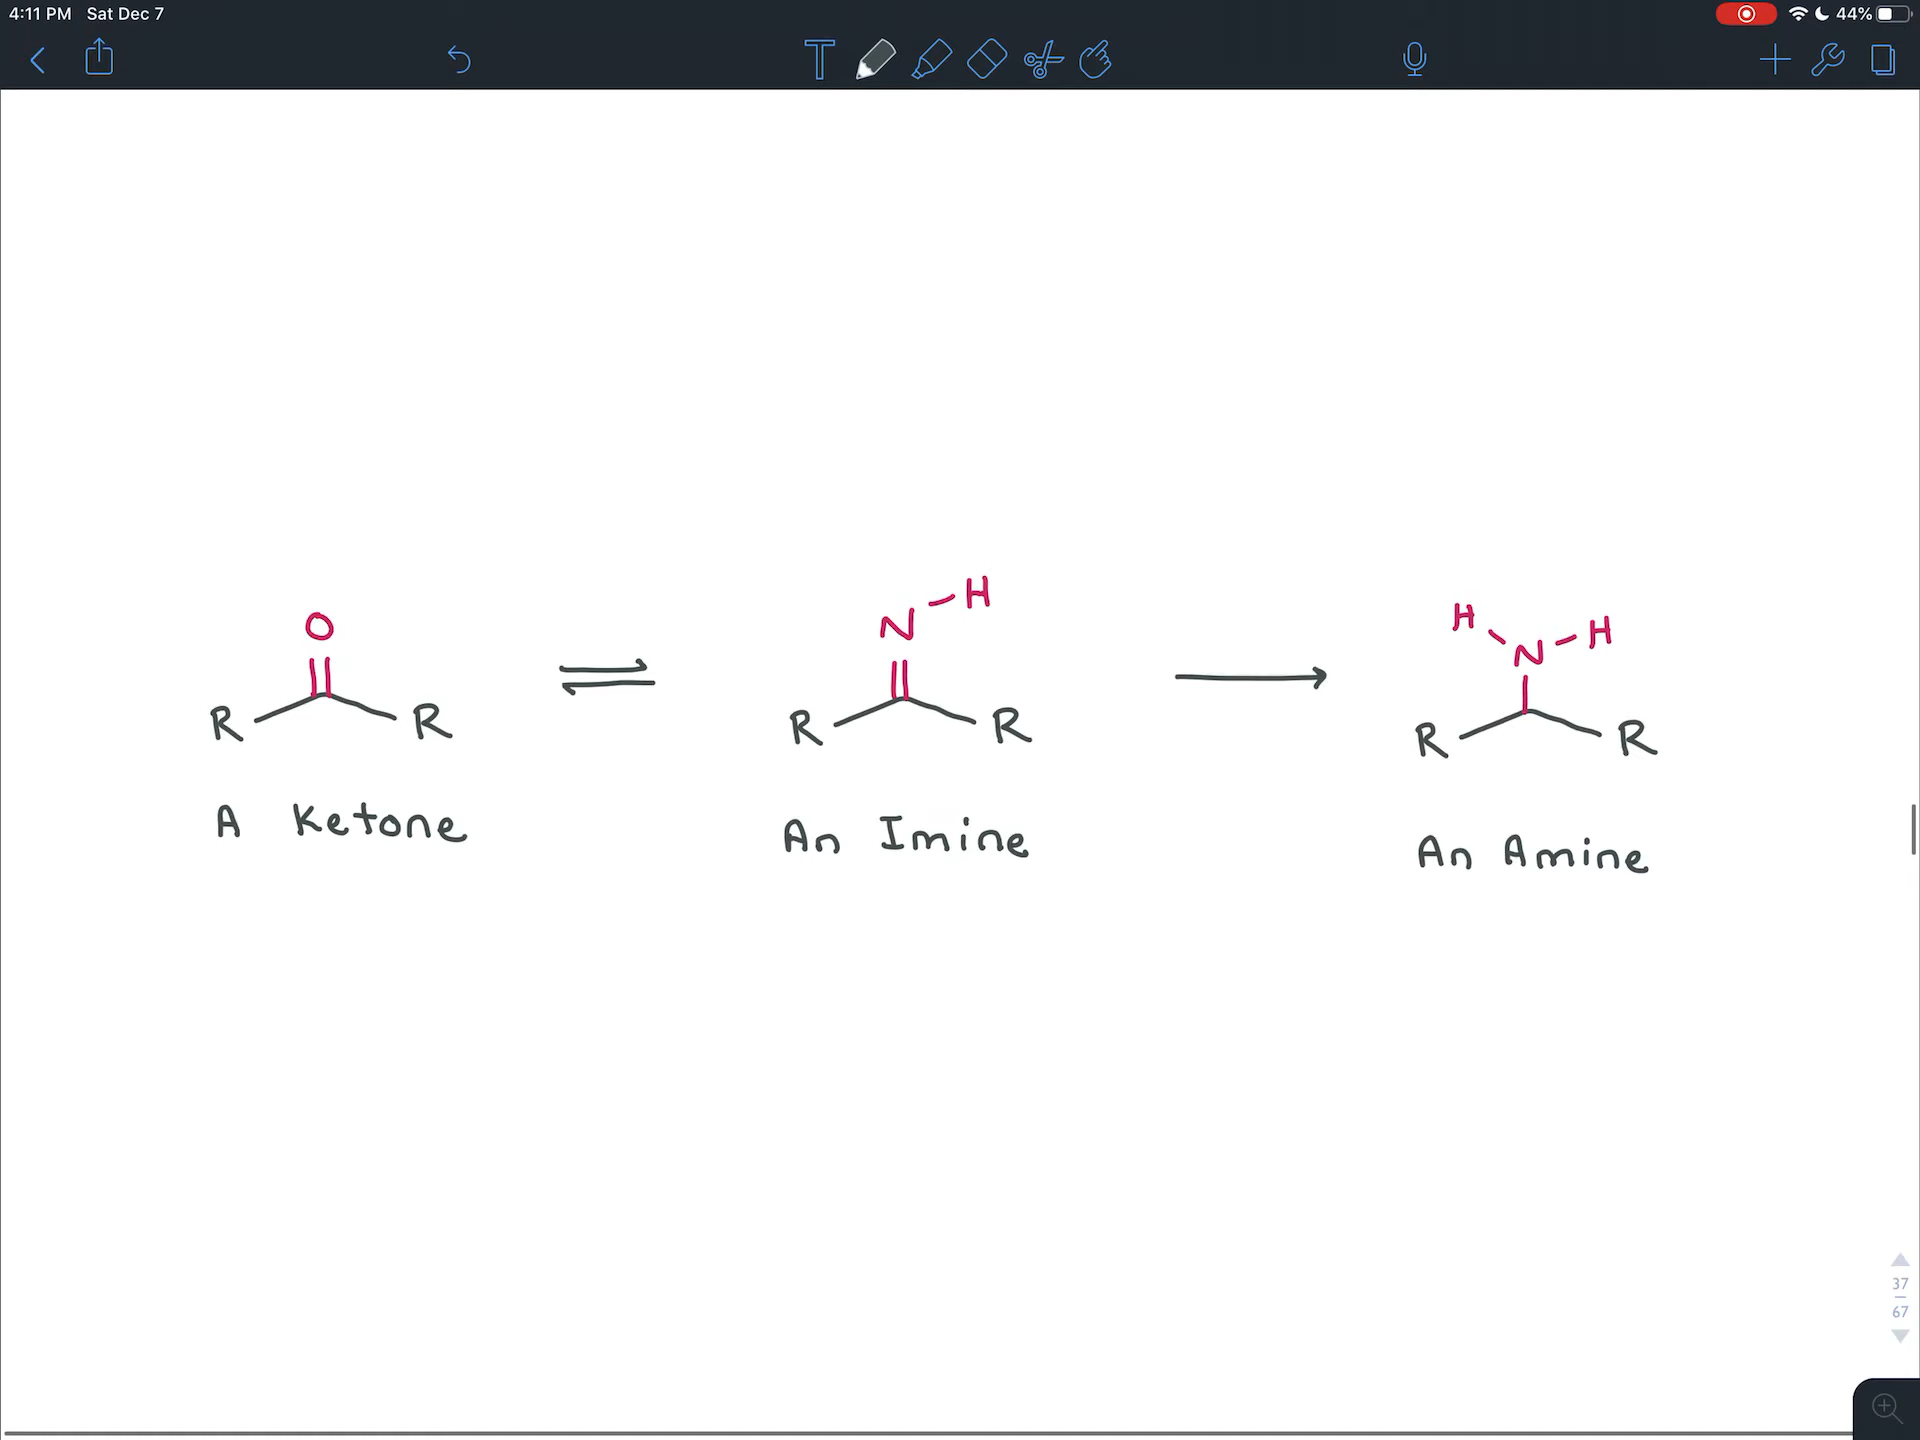 4:11 PM Sat Dec 7
44%
T
O
R R
A Ketone
N H
R R
An Imine
H N H
R R
An Amine
37
67